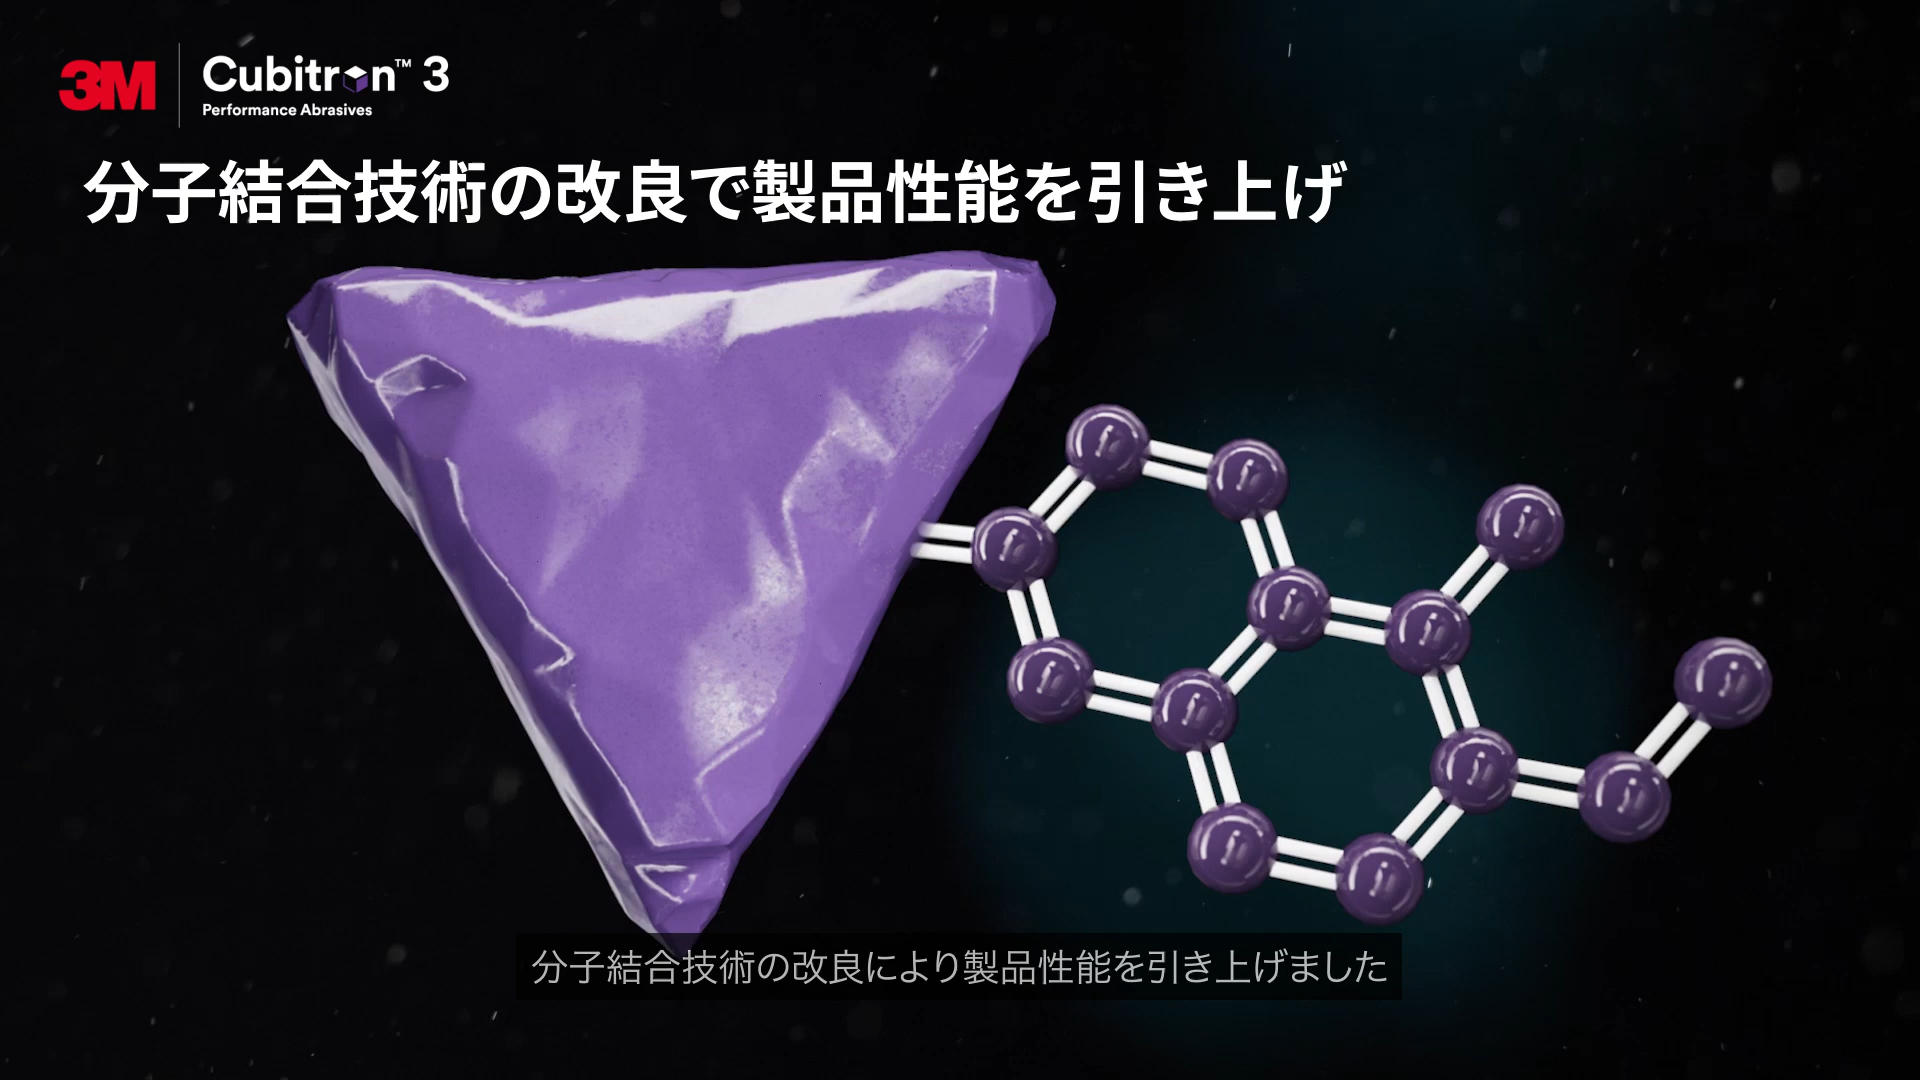 3M
Cubitron™ 3
Performance Abrasives
分子結合技術の改良で製品性能を引き上げ
分子結合技術の改良により製品性能を引き上げました